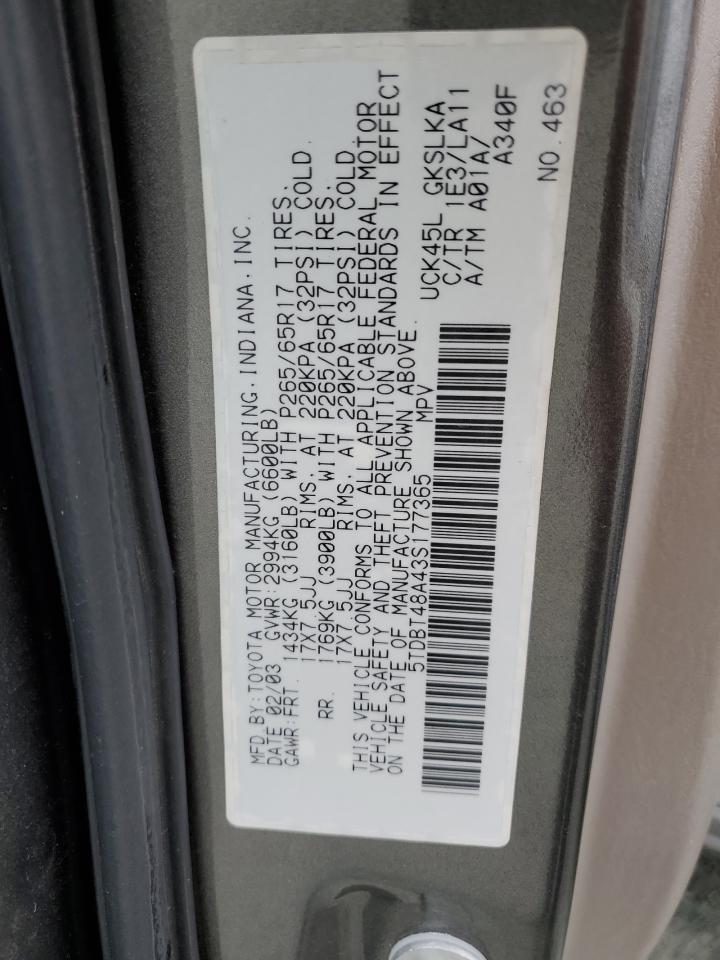 MFD.BY:TOYOTA MOTOR MANUFACTURING.INDIANA.INC.
DATE 02/03 GVWR:2994KG (6600LB)
GAWR:FRT. 1434KG (3160LB) WITH P265/65R17 TIRES.
17X7.5JJ RIMS. AT 220KPA (32PSI) COLD.
RR. 1769KG (3900LB) WITH P265/65R17 TIRES.
17X7.5JJ RIMS. AT 220KPA (32PSI) COLD.
THIS VEHICLE CONFORMS TO ALL APPLICABLE FEDERAL MOTOR
VEHICLE SAFETY AND THEFT PREVENTION STANDARDS IN EFFECT
ON THE DATE OF MANUFACTURE SHOWN ABOVE.
5TDBT48A43S177365 MPV
UCK45L GKSLKA
C/TR 1E3/LA11
A/TM A01A/
A340F
NO.463